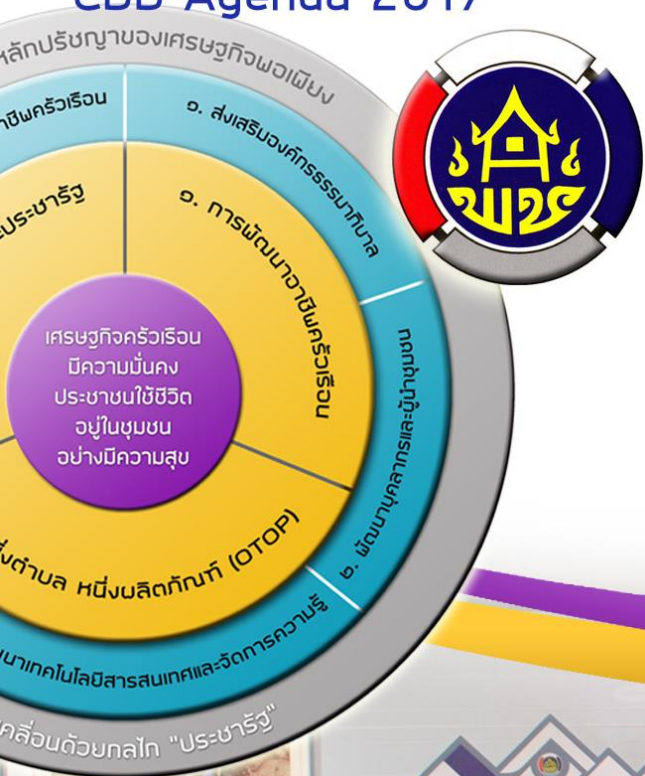 CDD Agenda 2017
หลักปรัชญาของเศรษฐกิจพอเพียง
ชีพครัวเรือน
๑. ส่งเสริมองค์กรธรรมาภิบาล
ประชารัฐ
๑. การพัฒนาอาชีพครัวเรือน
พช
เศรษฐกิจครัวเรือน
มีความมั่นคง
ประชาชนใช้ชีวิต
อยู่ในชุมชน
อย่างมีความสุข
๒. พัฒนาบุคลากรและผู้นำชุมชน
ตำบล หนึ่งผลิตภัณฑ์ (OTOP)
นาเทคโนโลยีสารสนเทศและจัดการความรู้
คลื่อนด้วยกลไก "ประชารัฐ"